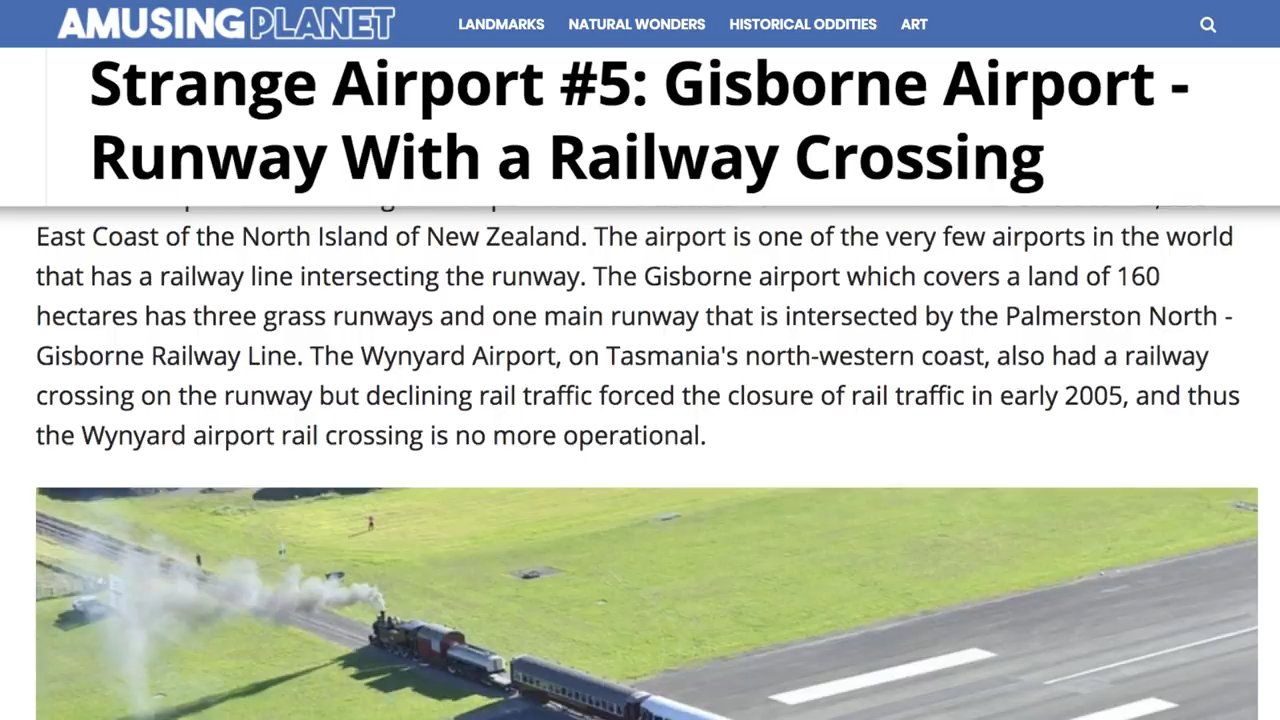 AMUSING PLANET
LANDMARKS NATURAL WONDERS HISTORICAL ODDITIES ART
Strange Airport #5: Gisborne Airport -
Runway With a Railway Crossing
East Coast of the North Island of New Zealand. The airport is one of the very few airports in the world
that has a railway line intersecting the runway. The Gisborne airport which covers a land of 160
hectares has three grass runways and one main runway that is intersected by the Palmerston North -
Gisborne Railway Line. The Wynyard Airport, on Tasmania's north-western coast, also had a railway
crossing on the runway but declining rail traffic forced the closure of rail traffic in early 2005, and thus
the Wynyard airport rail crossing is no more operational.